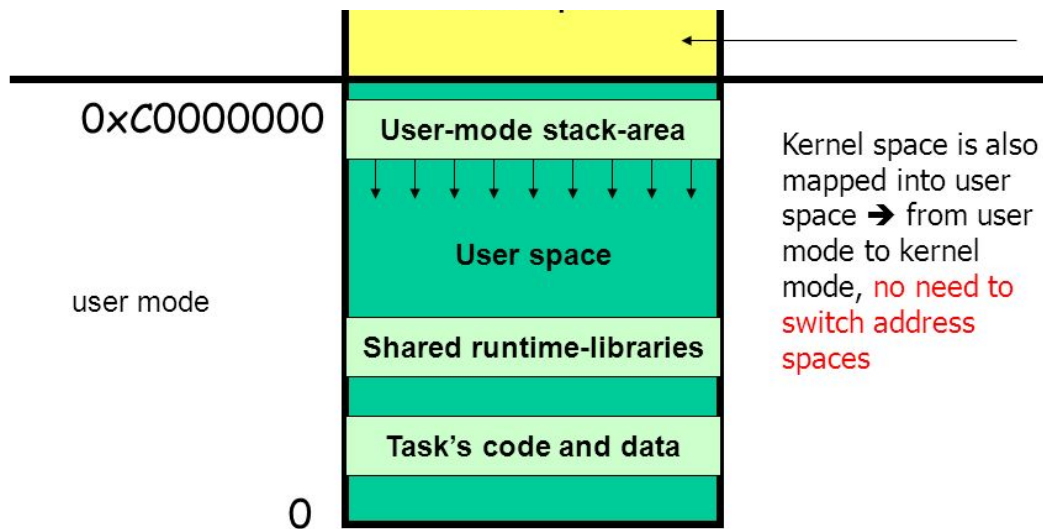 0xC0000000
User-mode stack-area
User space
user mode
Shared runtime-libraries
Task's code and data
0
Kernel space is also
mapped into user
space ➔ from user
mode to kernel
mode, no need to
switch address
spaces